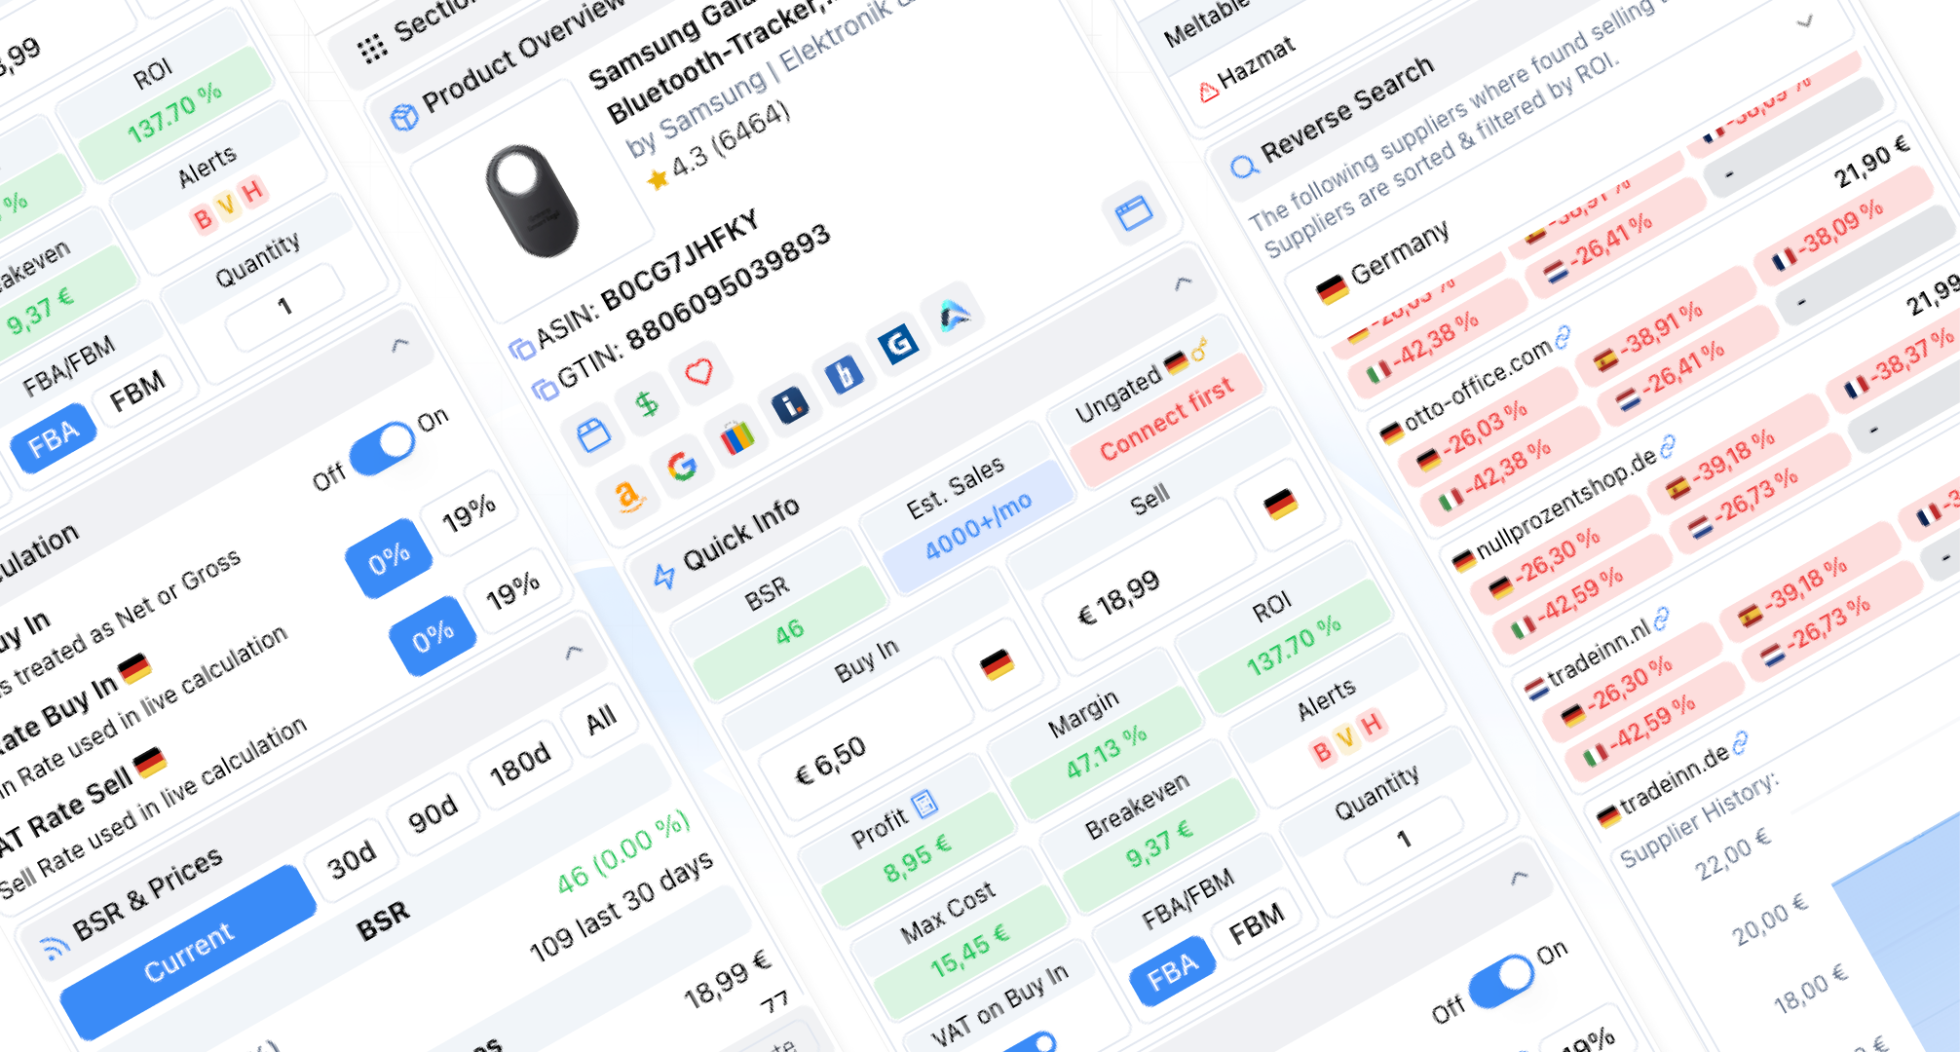 ROI
137.70 %
Alerts
B V H
Quantity
9,37 €
1
FBA/FBM
FBA
FBM
Off
On
Buy In
treated as Net or Gross
0%
19%
Rate Buy In
Rate used in live calculation
0%
19%
Rate Sell
Sell Rate used in live calculation
BSR & Prices
Current
30d
90d
180d
All
BSR
46 (0.00 %)
109 last 30 days
18,99 €
77
Product Overview
Samsung
Bluetooth-Tracker,
by Samsung | Elektronik
4.3 (6464)
ASIN: B0CG7JHFKY
GTIN: 8806095039893
Quick Info
BSR
46
Est. Sales
4000+/mo
Ungated
Connect first
Buy In
€ 6,50
Sell
€ 18,99
Profit
8,95 €
Margin
47.13 %
ROI
137.70 %
Max Cost
15,45 €
Breakeven
9,37 €
Alerts
B V H
VAT on Buy In
FBA/FBM
FBA
FBM
Quantity
1
Off
On
19%
Meltable
Hazmat
Reverse Search
The following suppliers where found selling
Suppliers are sorted & filtered by ROI.
Germany
-42,38 %
-26,41 %
-
21,90 €
otto-office.com
-26,03 %
-38,91 %
-38,09 %
-42,38 %
-26,41 %
-
21,99
nullprozentshop.de
-26,30 %
-39,18 %
-38,37 %
-42,59 %
-26,73 %
-
tradeinn.nl
-26,30 %
-39,18 %
-42,59 %
-26,73 %
-
tradeinn.de
Supplier History:
22,00 €
20,00 €
18,00 €